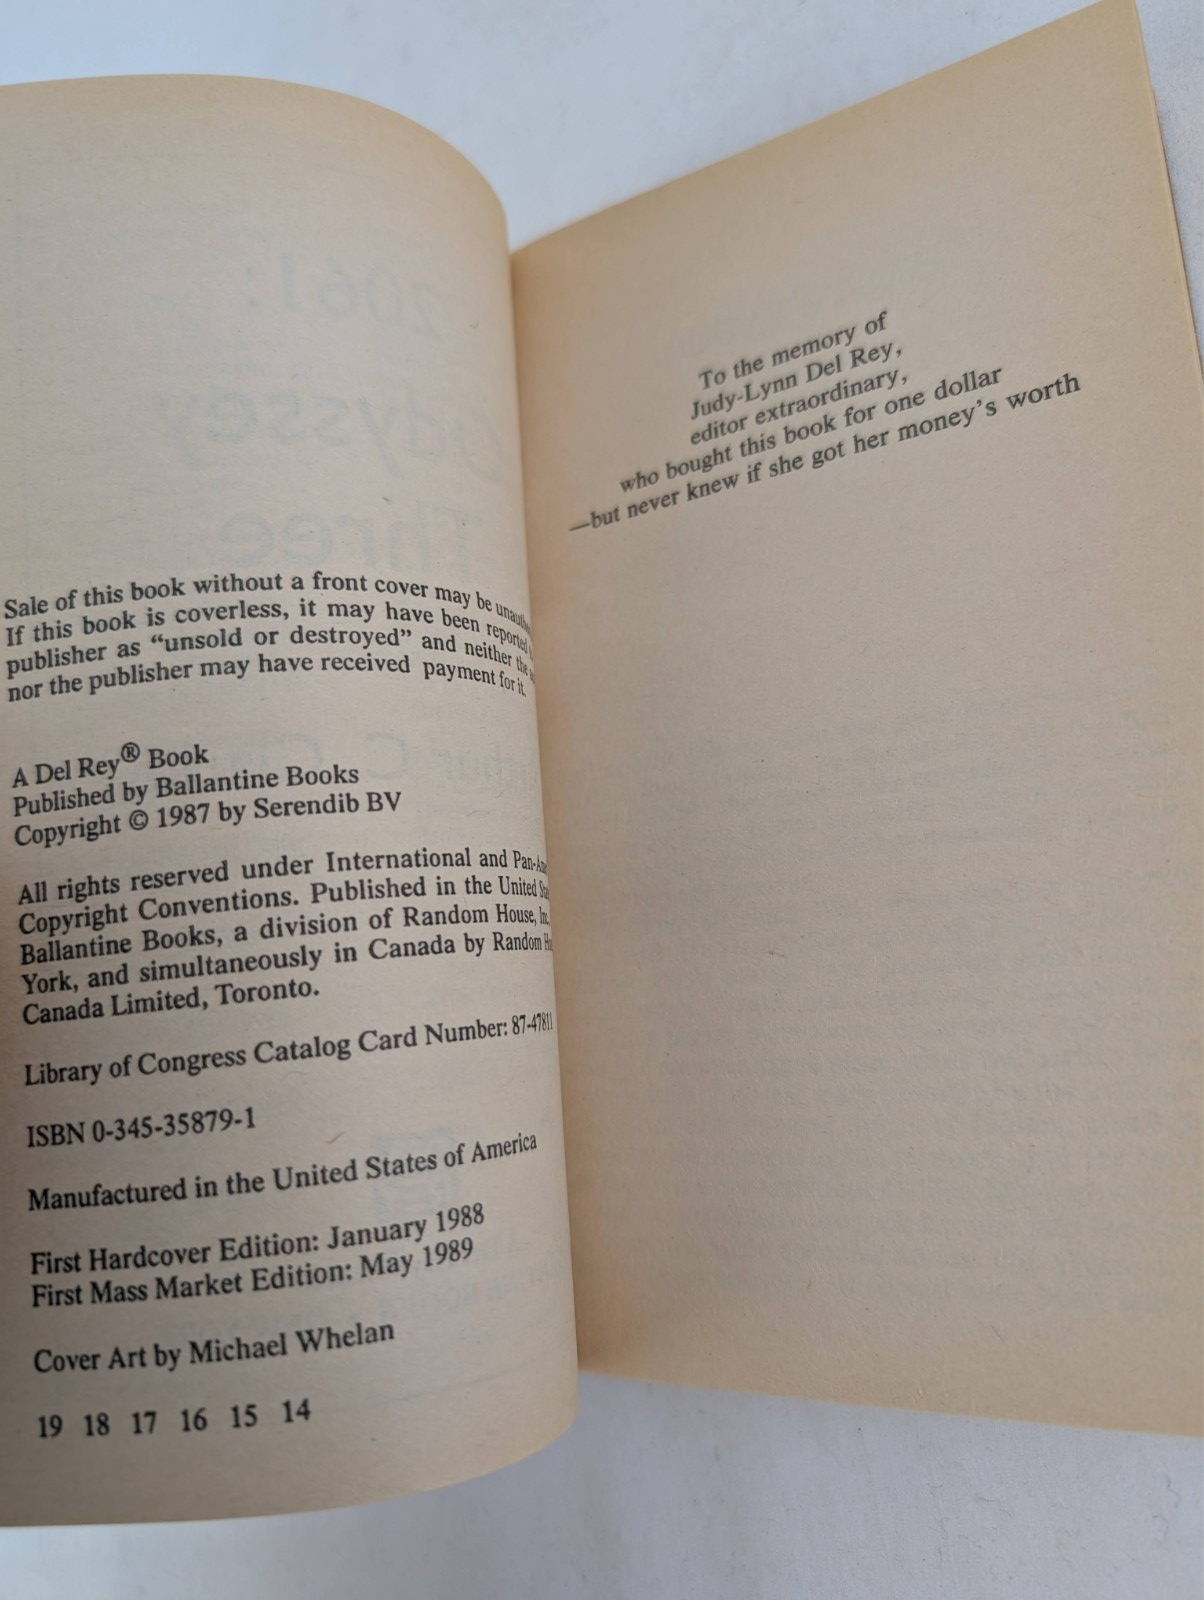 Sale of this book without a front cover may be
If this book is coverless, it may have been reported
publisher as “unsold or destroyed” and neither the
nor the publisher may have received payment for it.
A Del Rey® Book
Published by Ballantine Books
Copyright © 1987 by Serendib BV
All rights reserved under International and
Copyright Conventions. Published in the United
Ballantine Books, a division of Random House, Inc.
York, and simultaneously in Canada by Random
Canada Limited, Toronto.
Library of Congress Catalog Card Number: 87-47811
ISBN 0-345-35879-1
Manufactured in the United States of America
First Hardcover Edition: January 1988
First Mass Market Edition: May 1989
Cover Art by Michael Whelan
19 18 17 16 15 14
To the memory of
Judy-Lynn Del Rey,
editor extraordinary,
who bought this book for one dollar
—but never knew if she got her money’s worth